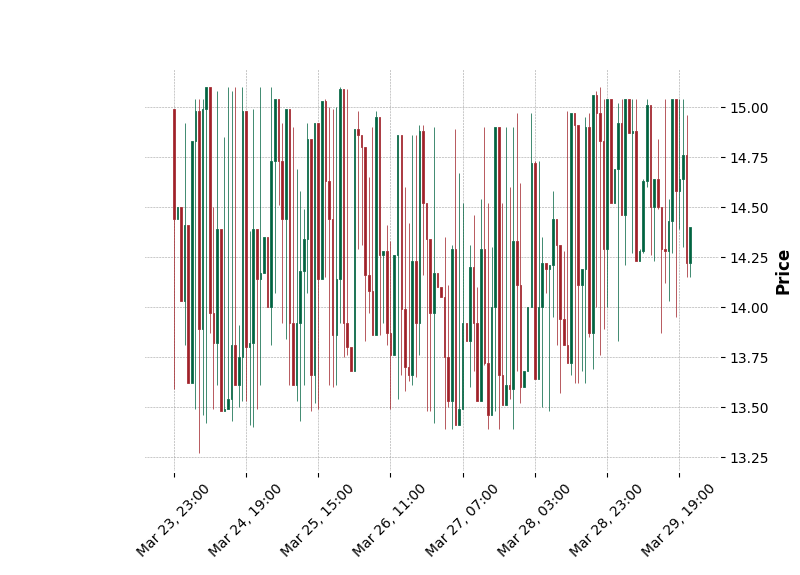 15.00
14.75
14.50
14.25
14.00
13.75
13.50
13.25
Price
Mar 23, 23:00
Mar 24, 19:00
Mar 25, 15:00
Mar 26, 11:00
Mar 27, 07:00
Mar 28, 03:00
Mar 28, 23:00
Mar 29, 19:00